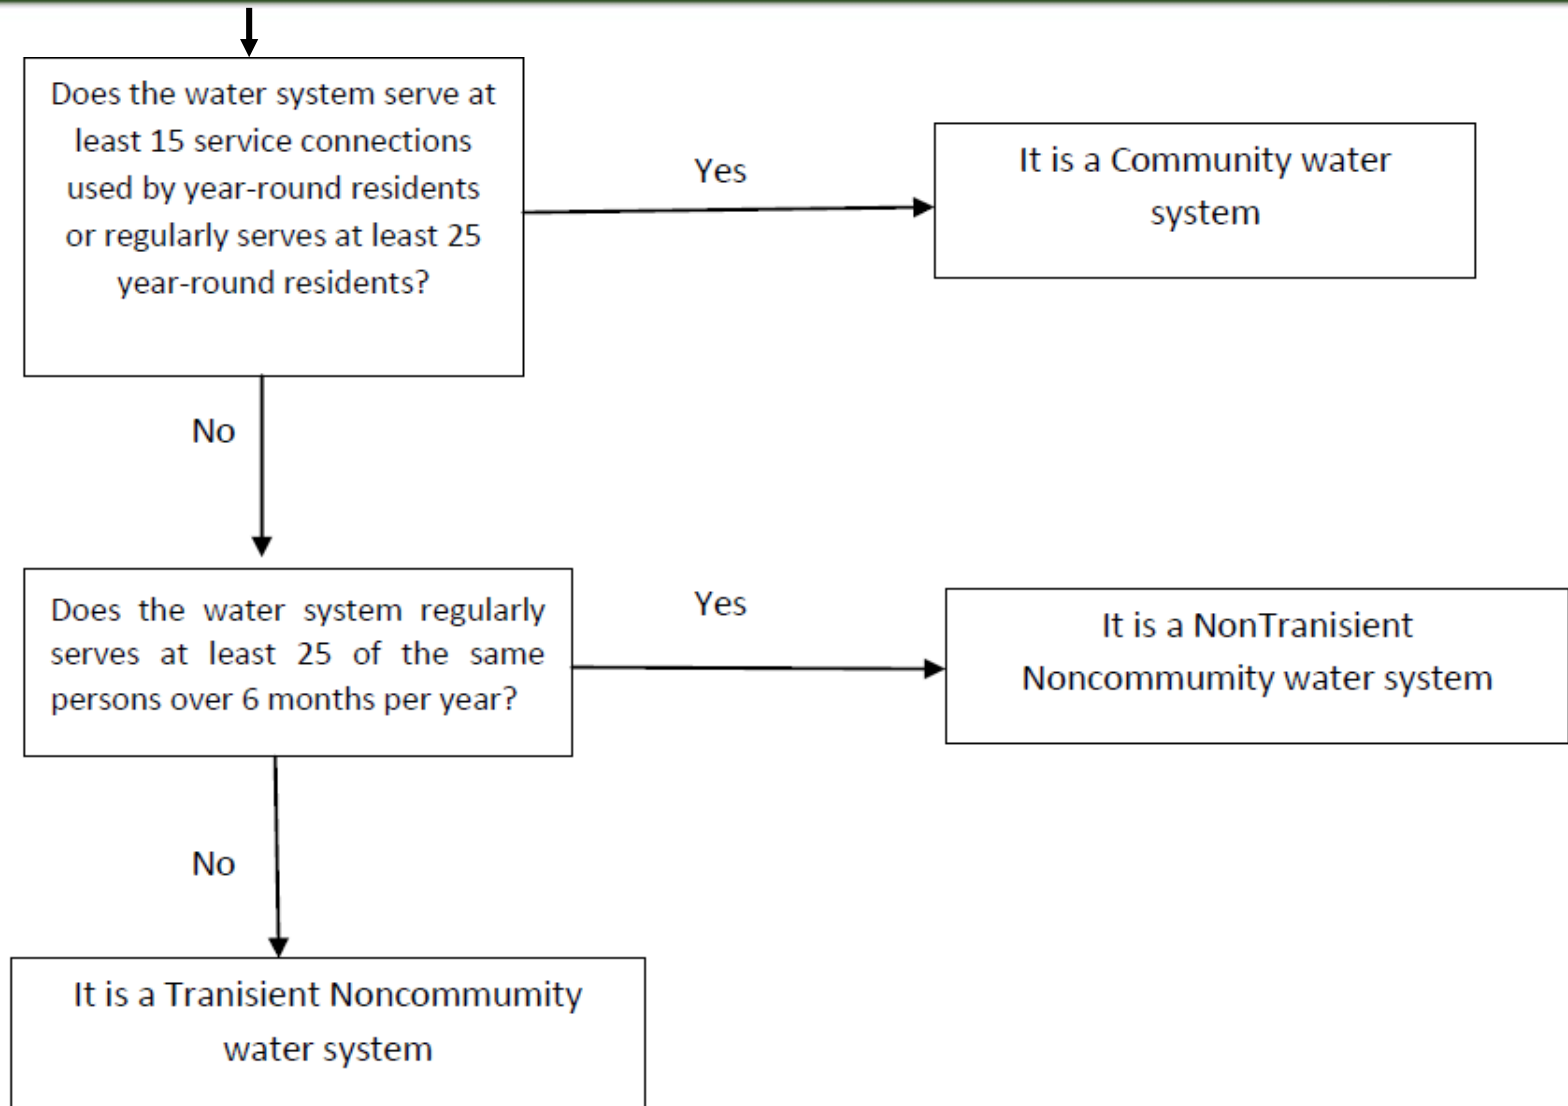 Does the water system serve at
least 15 service connections
used by year-round residents
or regularly serves at least 25
year-round residents?
Yes
It is a Community water
system
No
Does the water system regularly
serves at least 25 of the same
persons over 6 months per year?
Yes
It is a NonTranisient
Noncommumity water system
No
It is a Tranisient Noncommumity
water system